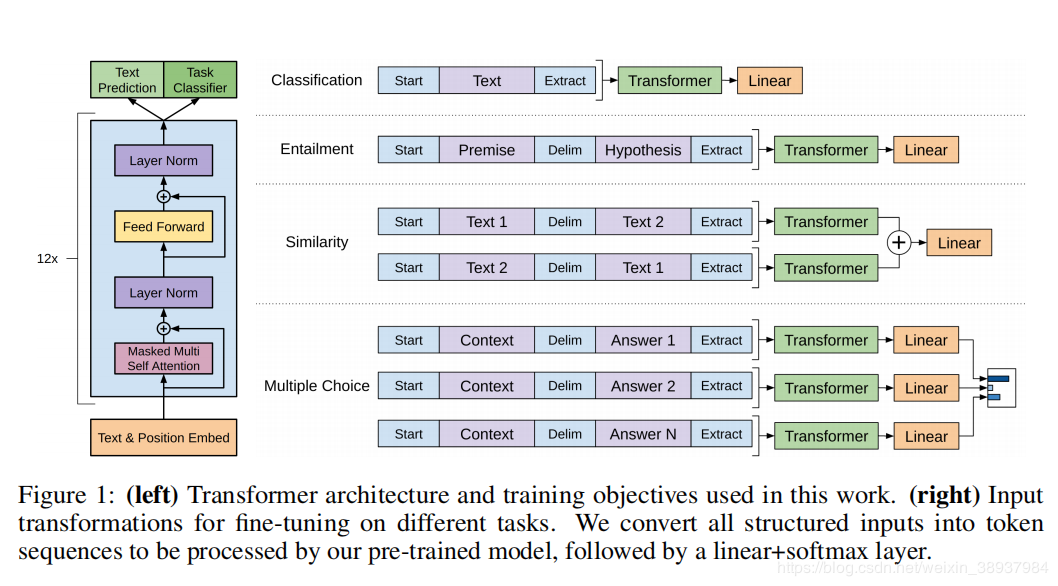 Text
Prediction
Task
Classifier
Layer Norm
Feed Forward
12x
Layer Norm
Masked Multi
Self Attention
Text & Position Embed
Classification
Start
Text
Extract
Transformer
Linear
Entailment
Start
Premise
Delim
Hypothesis
Extract
Transformer
Linear
Similarity
Start
Text 1
Delim
Text 2
Extract
Transformer
Start
Text 2
Delim
Text 1
Extract
Transformer
Linear
Multiple Choice
Start
Context
Delim
Answer 1
Extract
Transformer
Linear
Start
Context
Delim
Answer 2
Extract
Transformer
Linear
Start
Context
Delim
Answer N
Extract
Transformer
Linear
Figure 1: (left) Transformer architecture and training objectives used in this work. (right) Input
transformations for fine-tuning on different tasks. We convert all structured inputs into token
sequences to be processed by our pre-trained model, followed by a linear+softmax layer.
https://blog.csdn.net/weixin_38937984